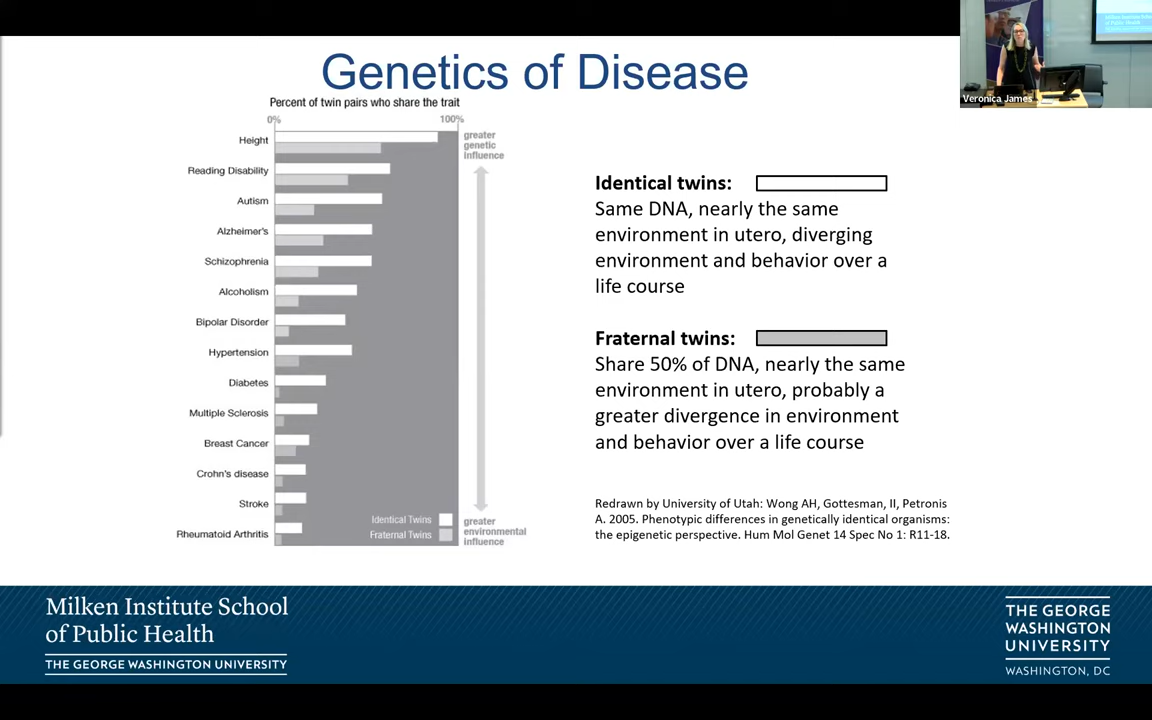 Genetics of Disease
Percent of twin pairs who share the trait
0%
100%
Height
Reading Disability
Autism
Alzheimer's
Schizophrenia
Alcoholism
Bipolar Disorder
Hypertension
Diabetes
Multiple Sclerosis
Breast Cancer
Crohn's disease
Stroke
Rheumatoid Arthritis
Identical Twins
Fraternal Twins
greater
genetic
influence
greater
environmental
influence
Identical twins:
Same DNA, nearly the same
environment in utero, diverging
environment and behavior over a
life course
Fraternal twins:
Share 50% of DNA, nearly the same
environment in utero, probably a
greater divergence in environment
and behavior over a life course
Redrawn by University of Utah: Wong AH, Gottesman, II, Petronis
A. 2005. Phenotypic differences in genetically identical organisms:
the epigenetic perspective. Hum Mol Genet 14 Spec No 1: R11-18.
Veronica James
Milken Institute School
of Public Health
THE GEORGE WASHINGTON UNIVERSITY
THE GEORGE
WASHINGTON
UNIVERSITY
WASHINGTON, DC